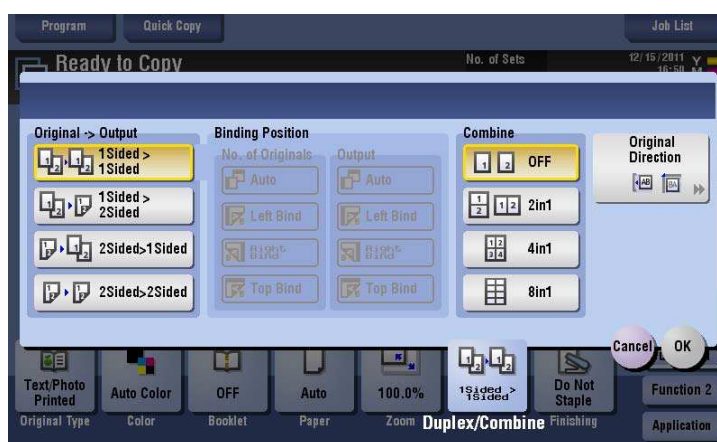 Program
Quick Copy
Job List
Ready to Copy
No. of Sets
12/15/2011
16:50
Y
M
Original -> Output
1Sided >
1Sided
1Sided >
2Sided
2Sided>1Sided
2Sided>2Sided
Binding Position
No. of Originals
Output
Auto
Auto
Left Bind
Left Bind
Right
Bind
Right
Bind
Top Bind
Top Bind
Combine
OFF
2in1
4in1
8in1
Original
Direction
Cancel
OK
Text/Photo
Printed
Auto Color
OFF
Auto
100.0%
1Sided >
1Sided
Do Not
Staple
Function 2
Original Type
Color
Booklet
Paper
Zoom
Duplex/Combine
Finishing
Application